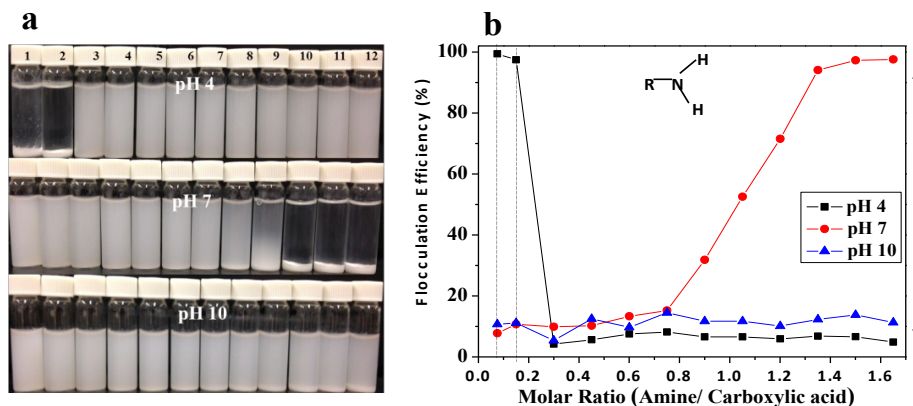 a
1 2 3 4 5 6 7 8 9 10 11 12
pH 4
pH 7
pH 10
b
Flocculation Efficiency (%)
100
80
60
40
20
0
R N H
H
pH 4
pH 7
pH 10
0.0 0.2 0.4 0.6 0.8 1.0 1.2 1.4 1.6
Molar Ratio (Amine/ Carboxylic acid)